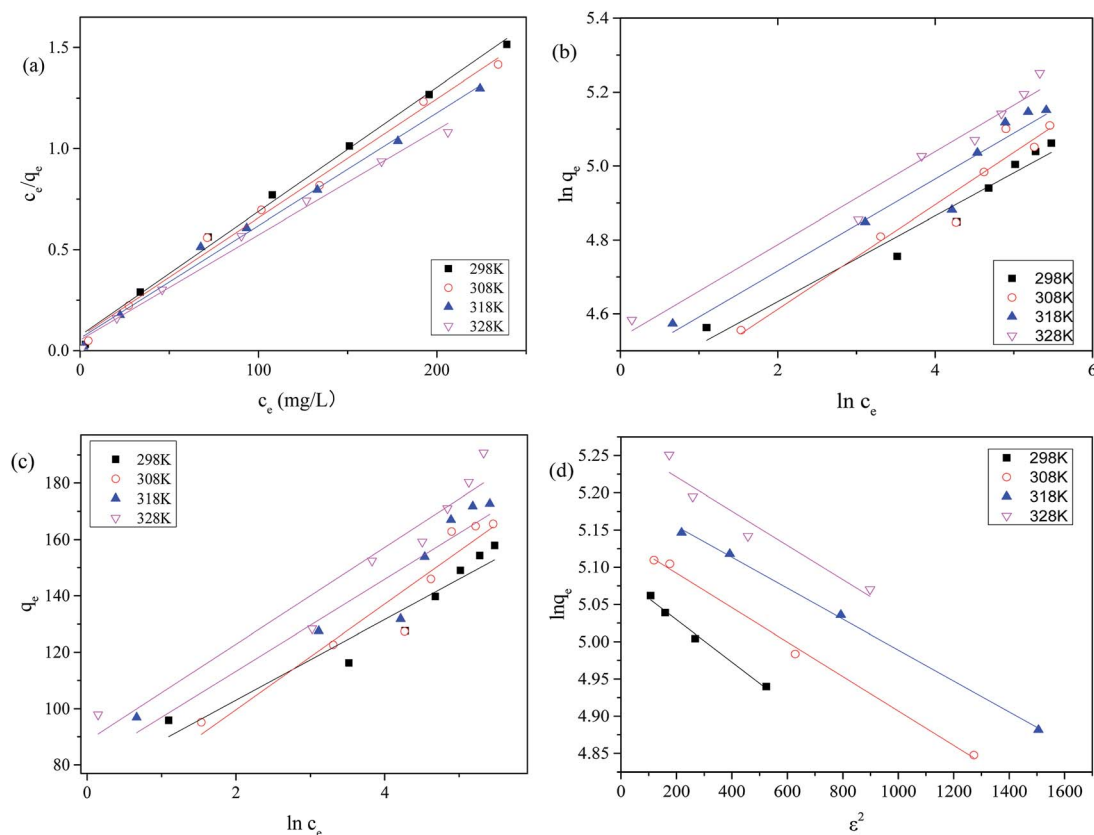 (a)
1.5
1.0
0.5
0.0
0
100
200
c_e/q_e
c_e (mg/L)
298K
308K
318K
328K
(b)
5.4
5.2
5.0
4.8
4.6
0
2
4
6
ln q_e
ln c_e
298K
308K
318K
328K
(c)
180
160
140
120
100
80
0
2
4
q_e
ln c_e
298K
308K
318K
328K
(d)
5.25
5.20
5.15
5.10
5.05
5.00
4.95
4.90
4.85
0
200
400
600
800
1000
1200
1400
1600
lnq_e
ε²
298K
308K
318K
328K